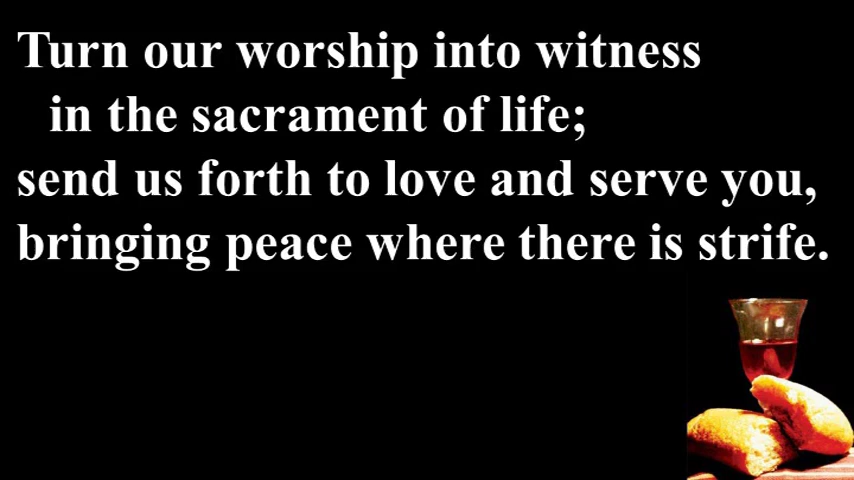 Turn our worship into witness
in the sacrament of life;
send us forth to love and serve you,
bringing peace where there is strife.